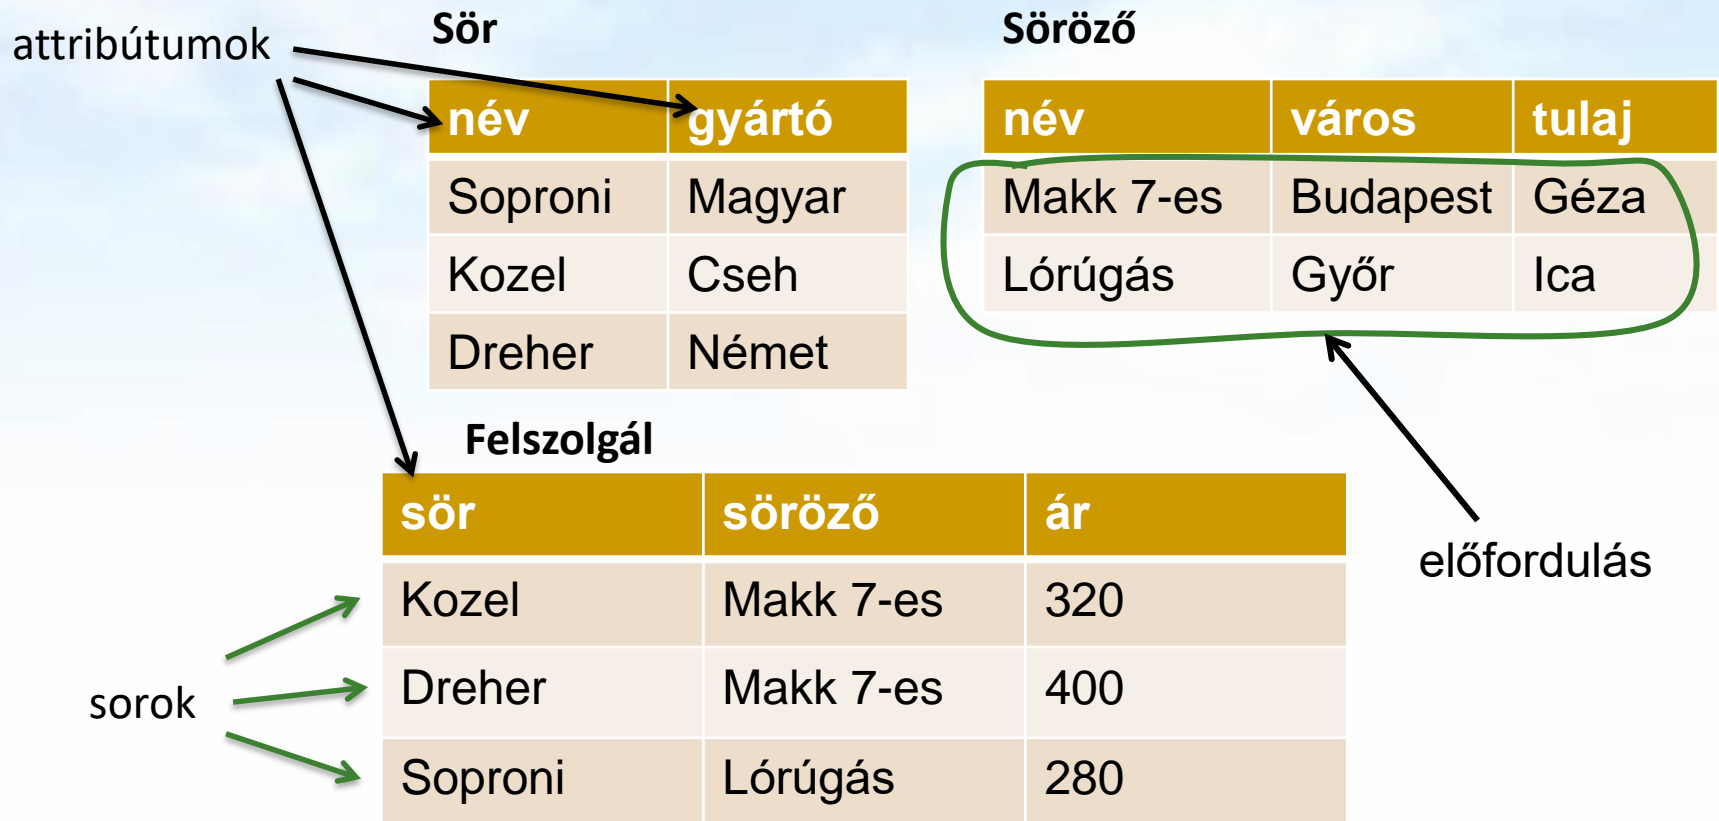 attribútumok
Sör
név gyártó
Soproni Magyar
Kozel Cseh
Dreher Német
Söröző
név város tulaj
Makk 7-es Budapest Géza
Lórúgás Győr Ica
előfordulás
Felszolgál
sör söröző ár
Kozel Makk 7-es 320
Dreher Makk 7-es 400
Soproni Lórúgás 280
sorok